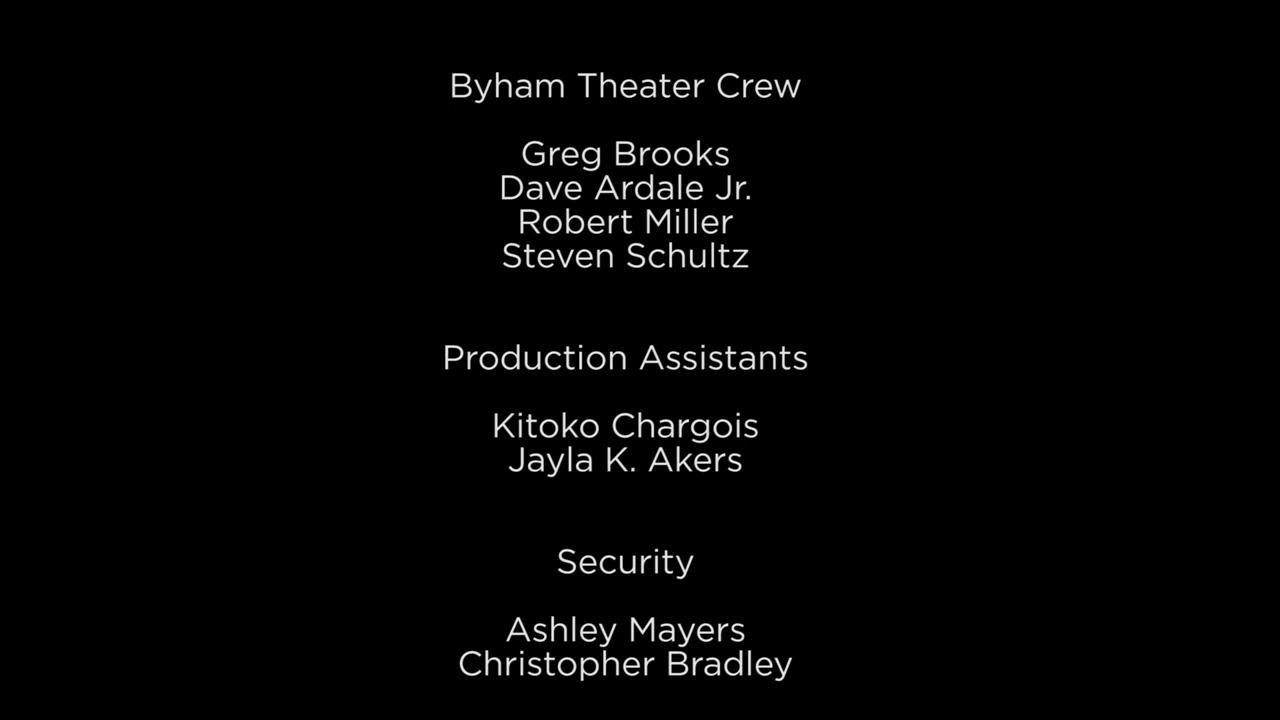 Byham Theater Crew
Greg Brooks
Dave Ardale Jr.
Robert Miller
Steven Schultz
Production Assistants
Kitoko Chargois
Jayla K. Akers
Security
Ashley Mayers
Christopher Bradley